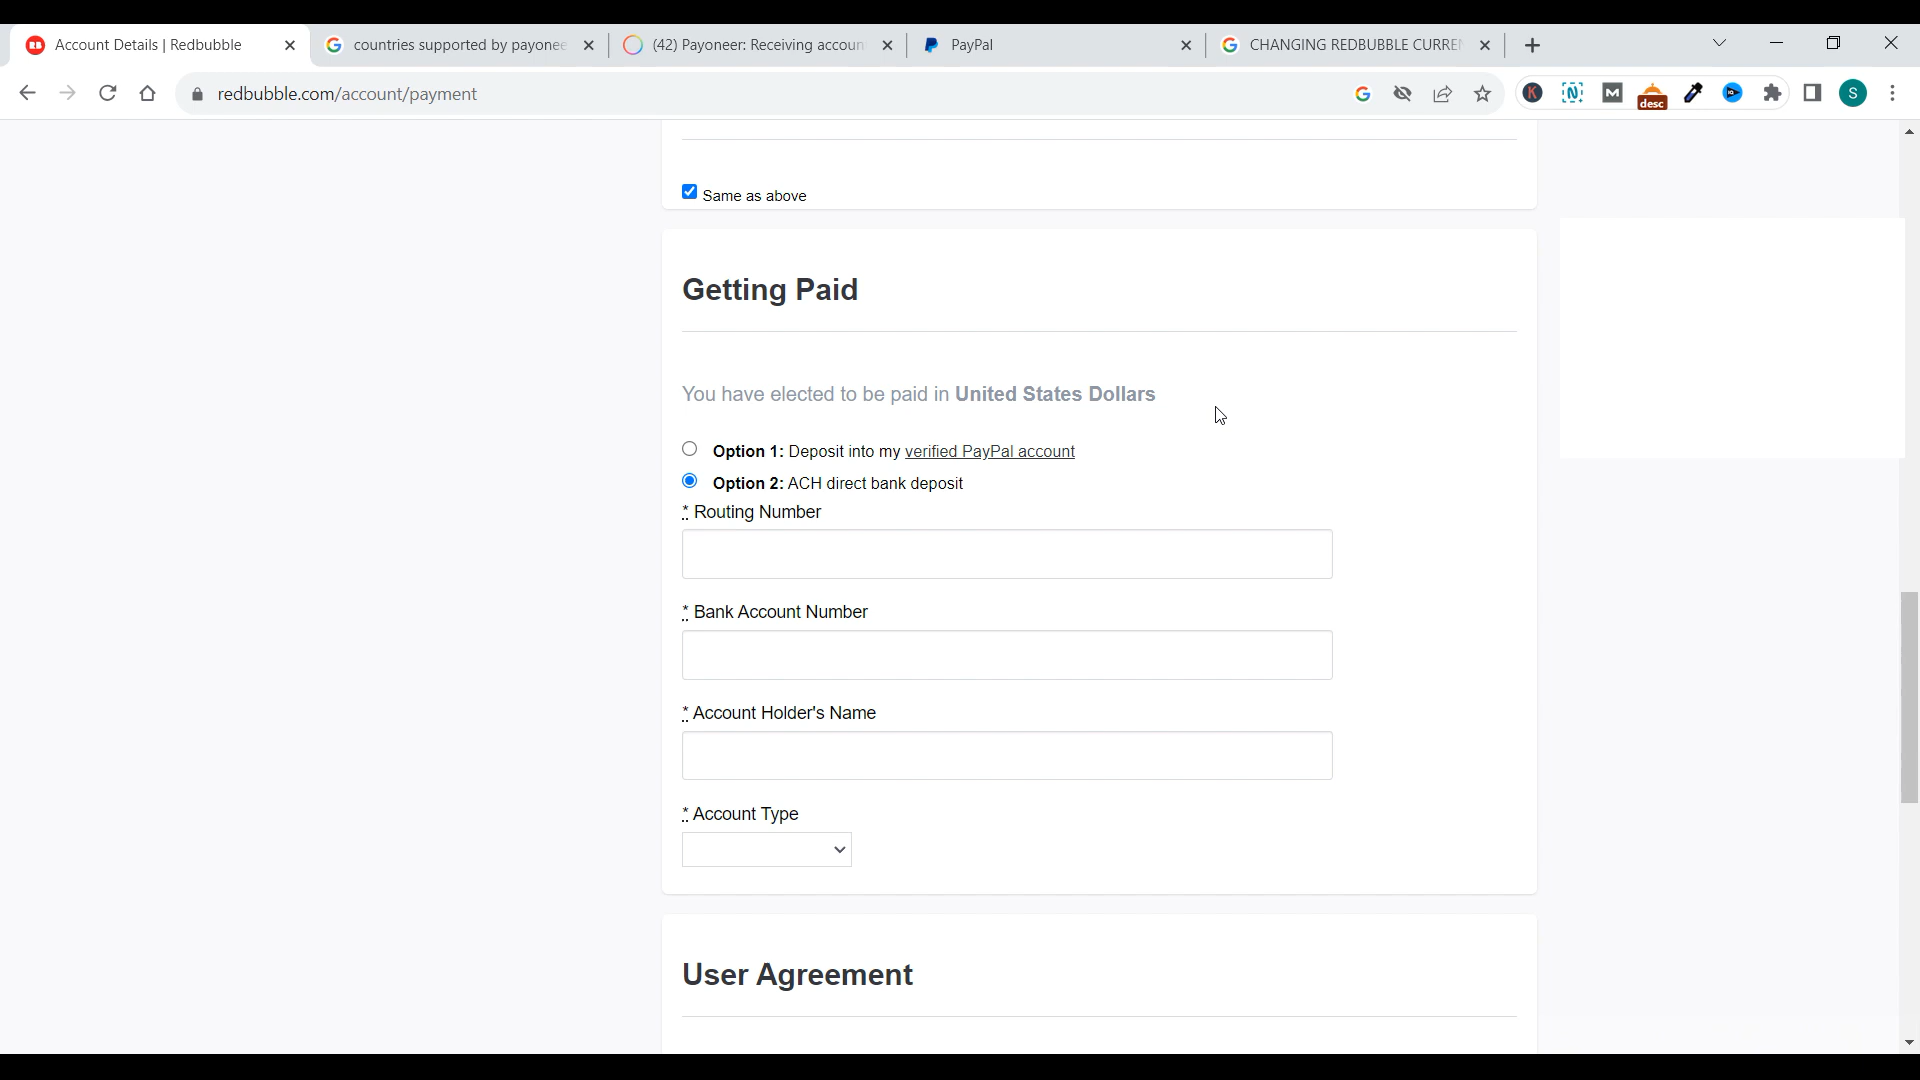 Account Details | Redbubble
countries supported by payonee
(42) Payoneer: Receiving accoun
PayPal
CHANGING REDBUBBLE CURREN
redbubble.com/account/payment
desc
S
Same as above
Getting Paid
You have elected to be paid in United States Dollars
Option 1: Deposit into my verified PayPal account
Option 2: ACH direct bank deposit
* Routing Number
* Bank Account Number
* Account Holder's Name
* Account Type
User Agreement